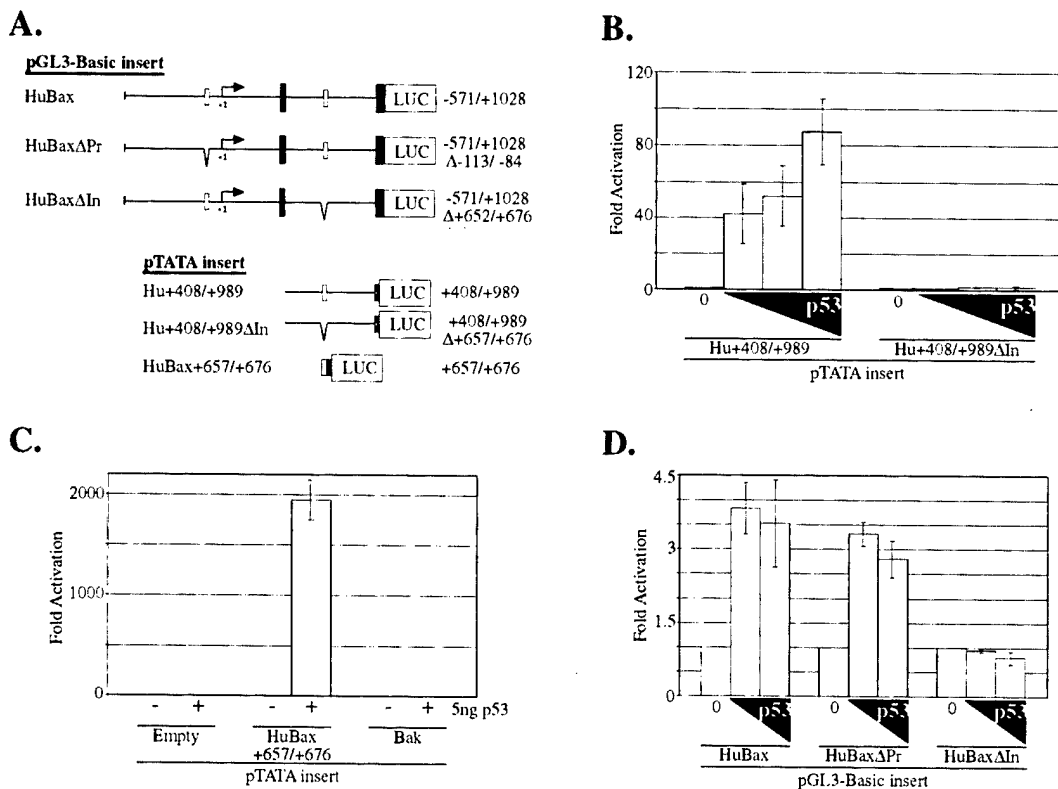 A.
pGL3-Basic insert
HuBax
+1
LUC
-571/+1028
HuBaxΔPr
+1
LUC
-571/+1028
Δ-113/-84
HuBaxΔIn
+1
LUC
-571/+1028
Δ+652/+676
pTATA insert
Hu+408/+989
LUC
+408/+989
Hu+408/+989ΔIn
LUC
+408/+989
Δ+657/+676
HuBax+657/+676
LUC
+657/+676
B.
Fold Activation
120
80
40
0
0
p53
0
p53
Hu+408/+989
Hu+408/+989ΔIn
pTATA insert
C.
Fold Activation
2000
1000
0
- + - + - + 5ng p53
Empty
HuBax
+657/+676
Bak
pTATA insert
D.
Fold Activation
4.5
3
1.5
0
0
p53
0
p53
0
p53
HuBax
HuBaxΔPr
HuBaxΔIn
pGL3-Basic insert